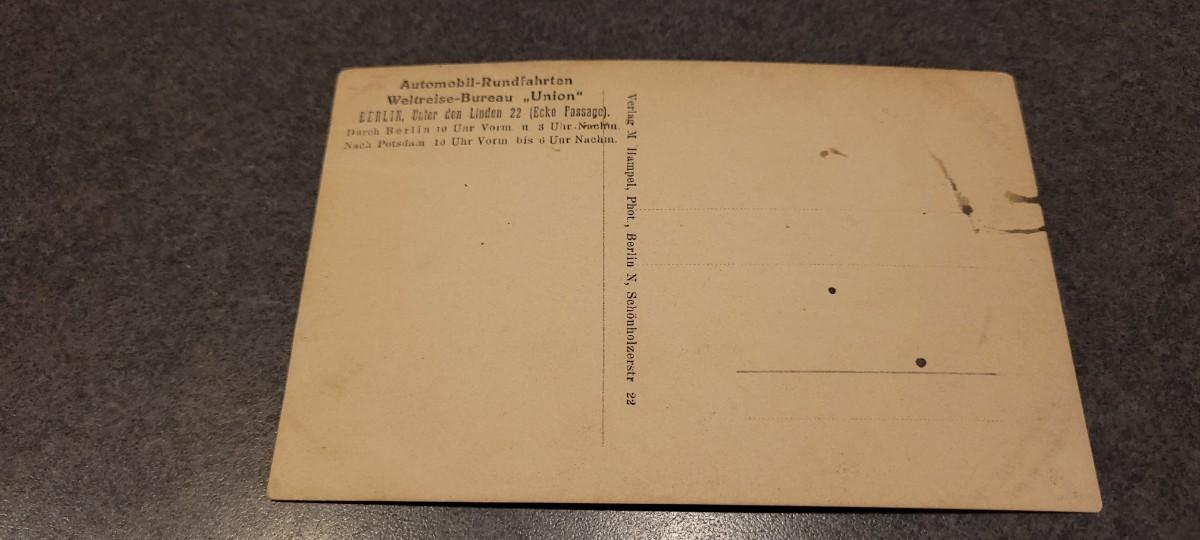 Automobil-Rundfahrten
Weltreise-Bureau „Union“
BERLIN, Unter den Linden 22 (Ecke Passage).
Durch Berlin 10 Uhr Vorm u 3 Uhr Nachm.
Nach Potsdam 10 Uhr Vorm bis 6 Uhr Nachm.
Verlag M Hampel, Phot., Berlin N, Schönholzerstr 22